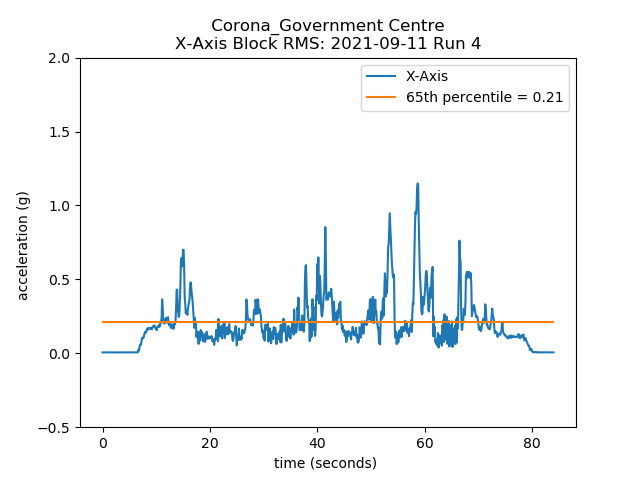 Corona_Government Centre
X-Axis Block RMS: 2021-09-11 Run 4
2.0
1.5
1.0
0.5
0.0
−0.5
acceleration (g)
X-Axis
65th percentile = 0.21
0 20 40 60 80
time (seconds)